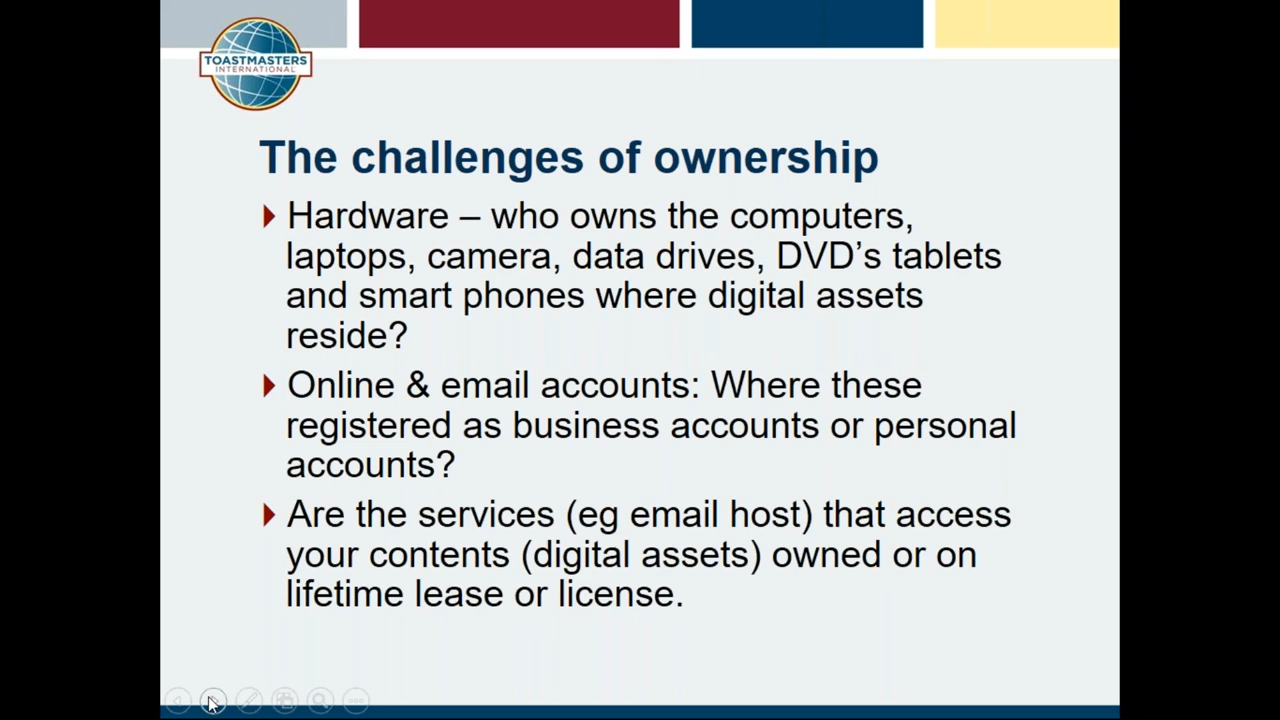 TOASTMASTERS
INTERNATIONAL
The challenges of ownership
Hardware – who owns the computers,
laptops, camera, data drives, DVD’s tablets
and smart phones where digital assets
reside?
Online & email accounts: Where these
registered as business accounts or personal
accounts?
Are the services (eg email host) that access
your contents (digital assets) owned or on
lifetime lease or license.